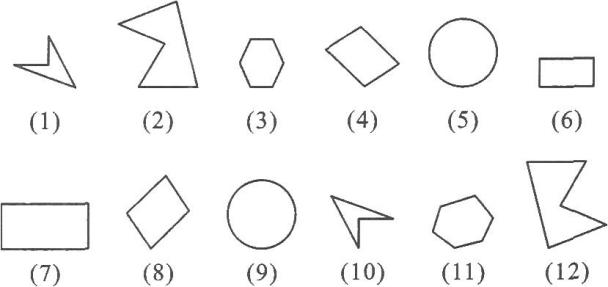 (1) (2) (3) (4) (5) (6)
(7) (8) (9) (10) (11) (12)